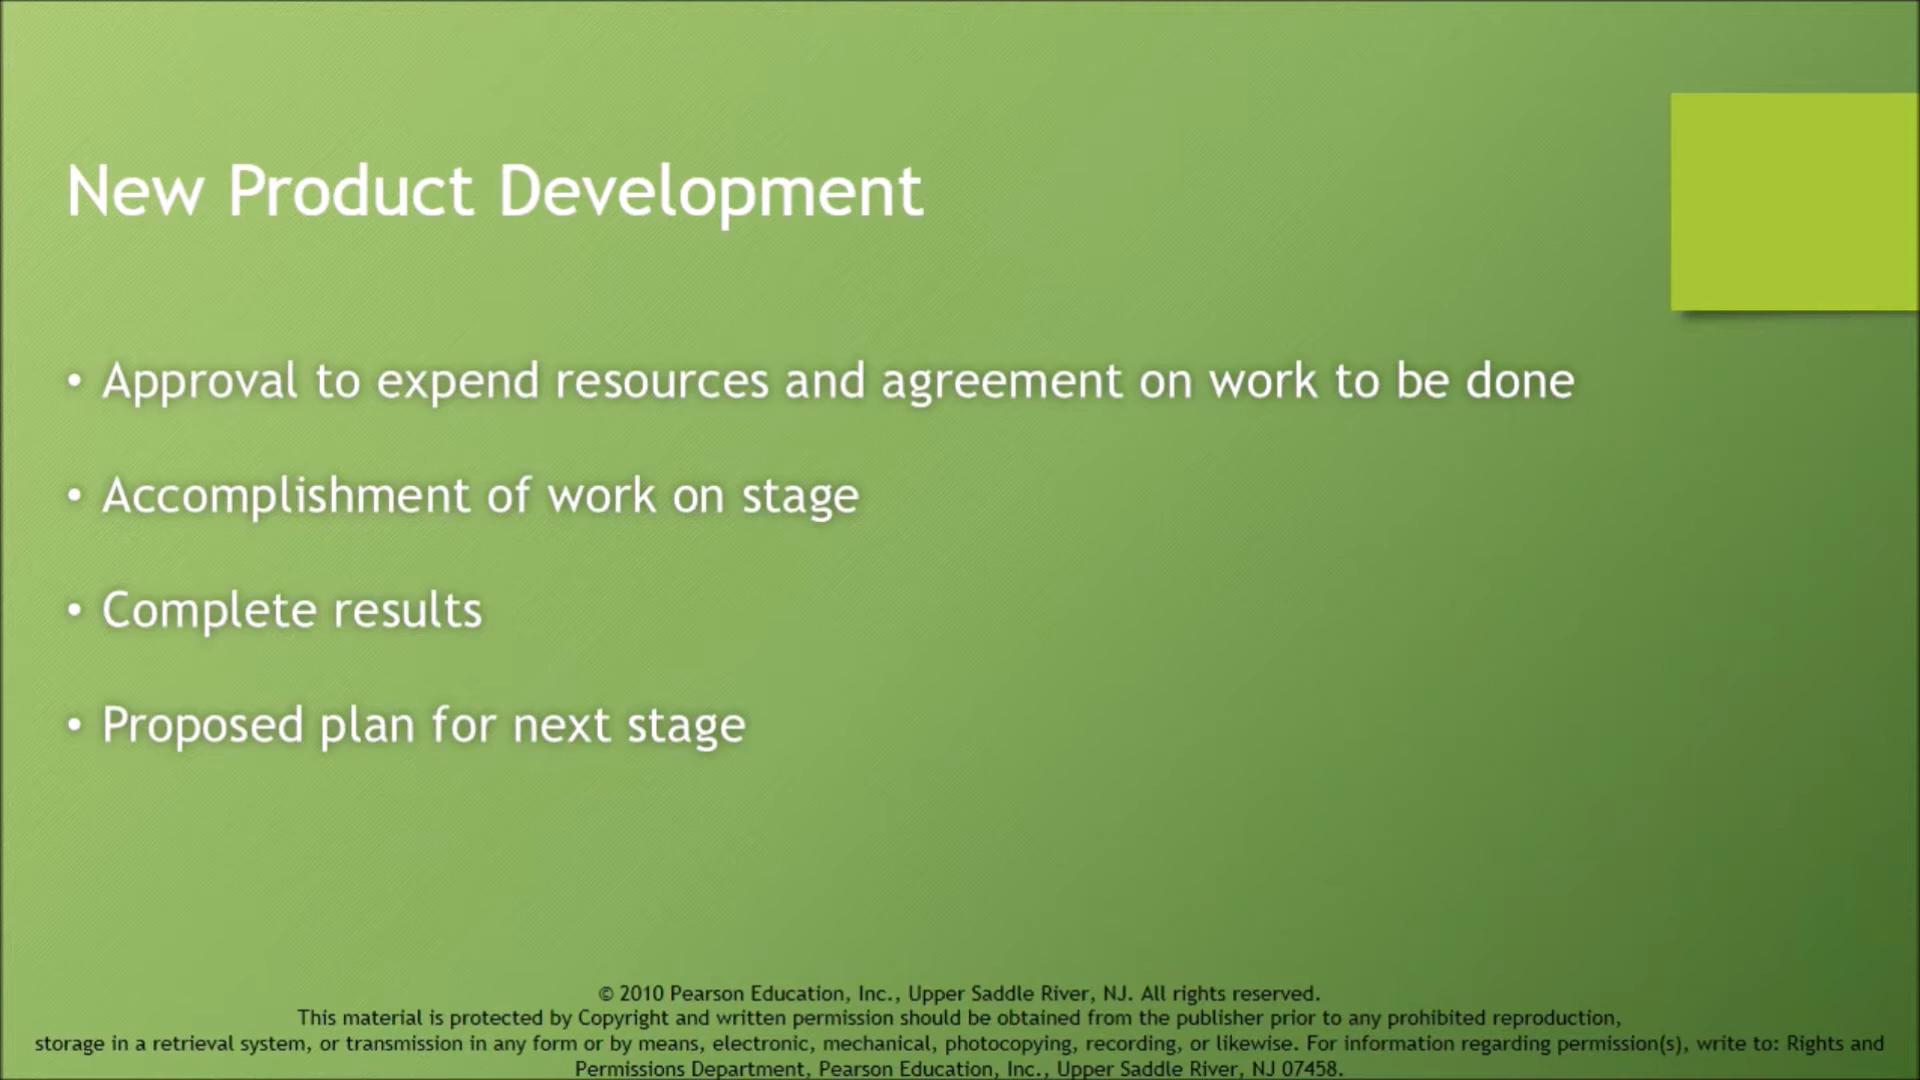 New Product Development
• Approval to expend resources and agreement on work to be done
• Accomplishment of work on stage
• Complete results
• Proposed plan for next stage
© 2010 Pearson Education, Inc., Upper Saddle River, NJ. All rights reserved.
This material is protected by Copyright and written permission should be obtained from the publisher prior to any prohibited reproduction,
storage in a retrieval system, or transmission in any form or by means, electronic, mechanical, photocopying, recording, or likewise. For information regarding permission(s), write to: Rights and
Permissions Department, Pearson Education, Inc., Upper Saddle River, NJ 07458.